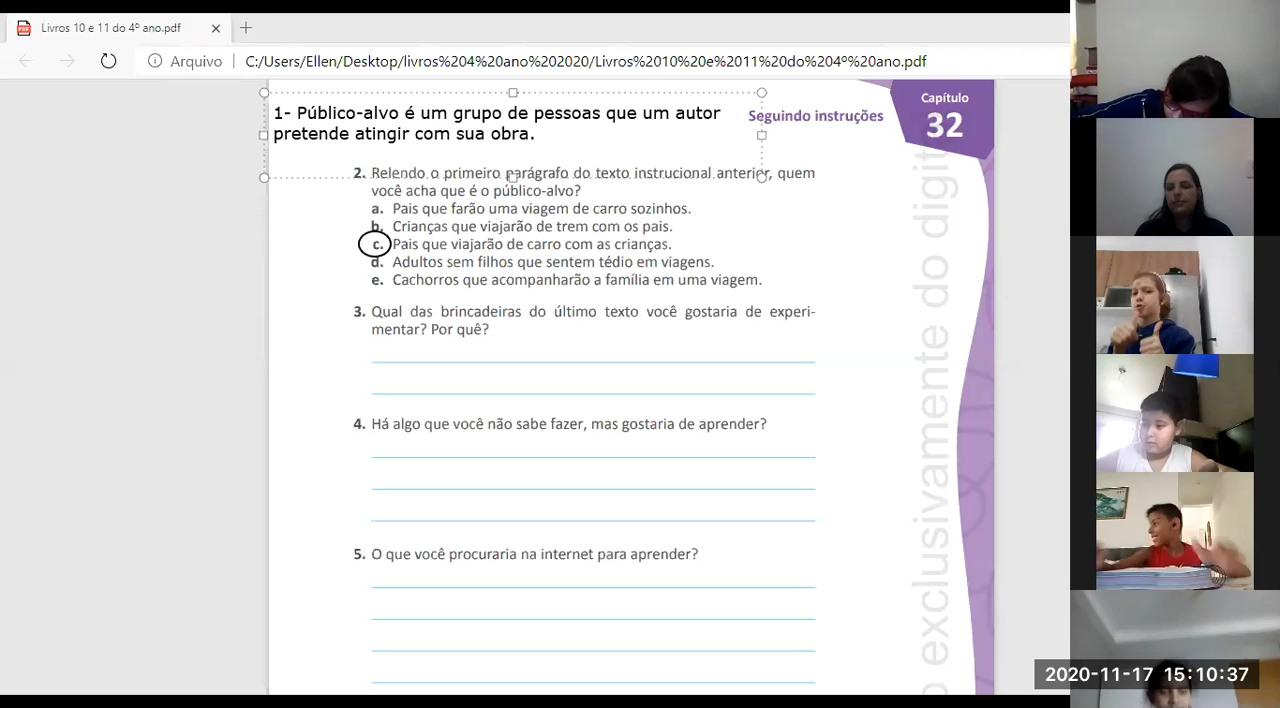 Livros 10 e 11 do 4º ano.pdf
Arquivo
C:/Users/Ellen/Desktop/livros%204%20ano%202020/Livros%2010%20e%2011%20do%204º%20ano.pdf
Capítulo
32
Seguindo instruções
1- Público-alvo é um grupo de pessoas que um autor
pretende atingir com sua obra.
2. Relendo o primeiro parágrafo do texto instrucional anterior, quem
você acha que é o público-alvo?
a. Pais que farão uma viagem de carro sozinhos.
b. Crianças que viajarão de trem com os pais.
c. Pais que viajarão de carro com as crianças.
d. Adultos sem filhos que sentem tédio em viagens.
e. Cachorros que acompanharão a família em uma viagem.
3. Qual das brincadeiras do último texto você gostaria de experi-
mentar? Por quê?
4. Há algo que você não sabe fazer, mas gostaria de aprender?
5. O que você procuraria na internet para aprender?
exclusivamente do digit
2020-11-17 15:10:37